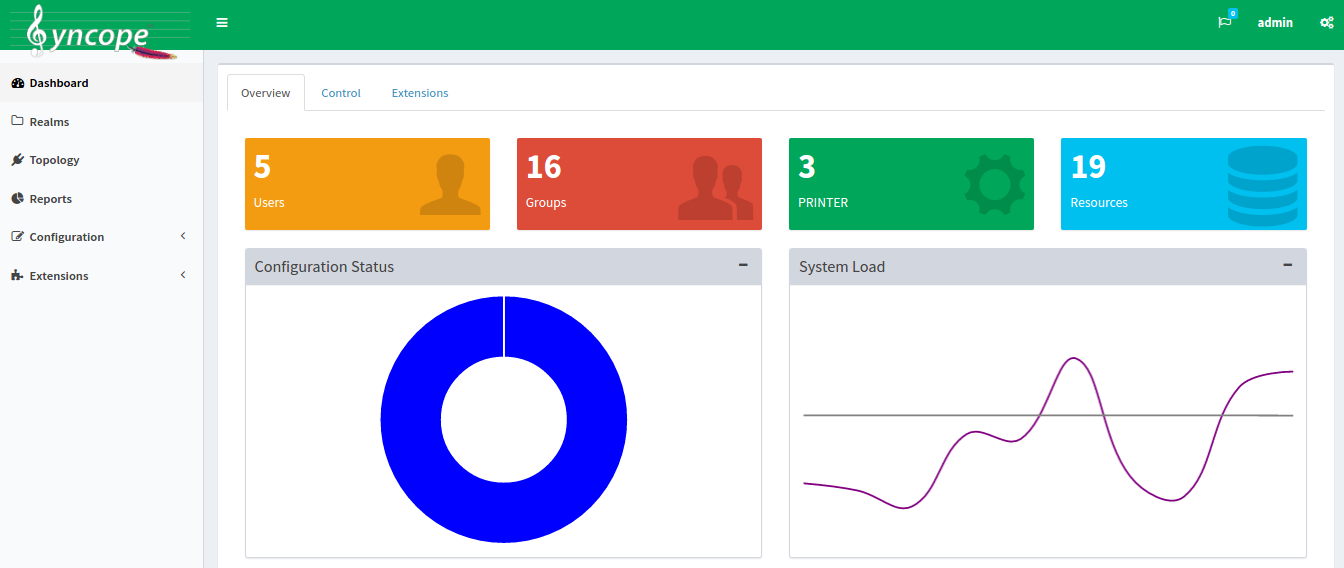 Syncope
0
admin
Dashboard
Realms
Topology
Reports
Configuration
Extensions
Overview Control Extensions
5
Users
16
Groups
3
PRINTER
19
Resources
Configuration Status
System Load